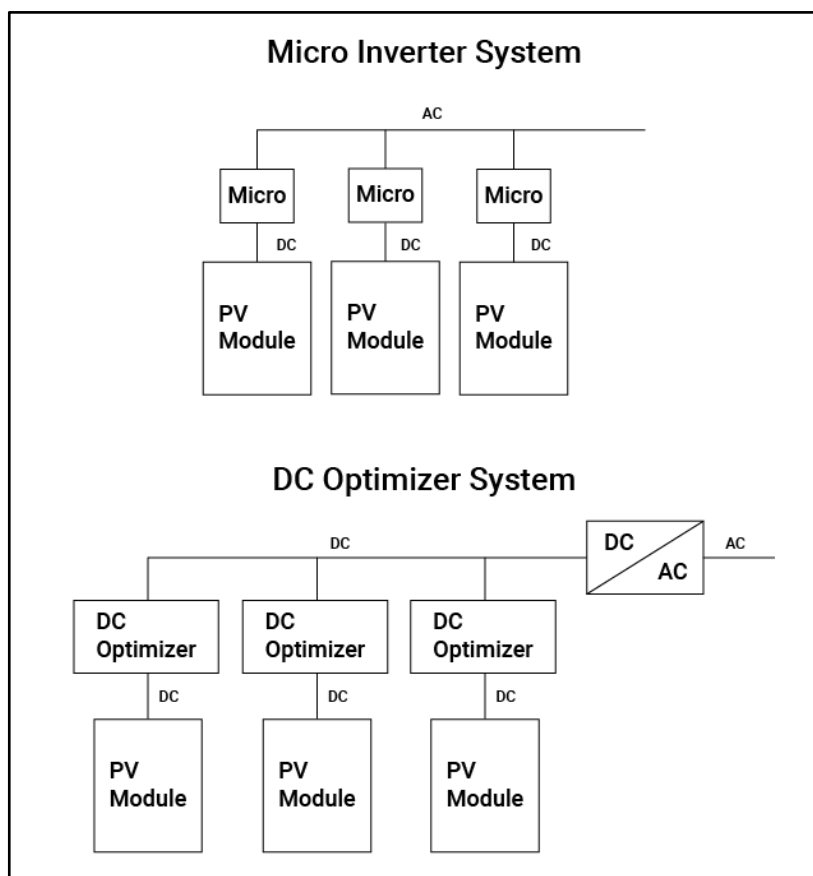 Micro Inverter System
AC
Micro
Micro
Micro
DC
DC
DC
PV
Module
PV
Module
PV
Module
DC Optimizer System
DC
DC
AC
AC
DC
Optimizer
DC
Optimizer
DC
Optimizer
DC
DC
DC
PV
Module
PV
Module
PV
Module